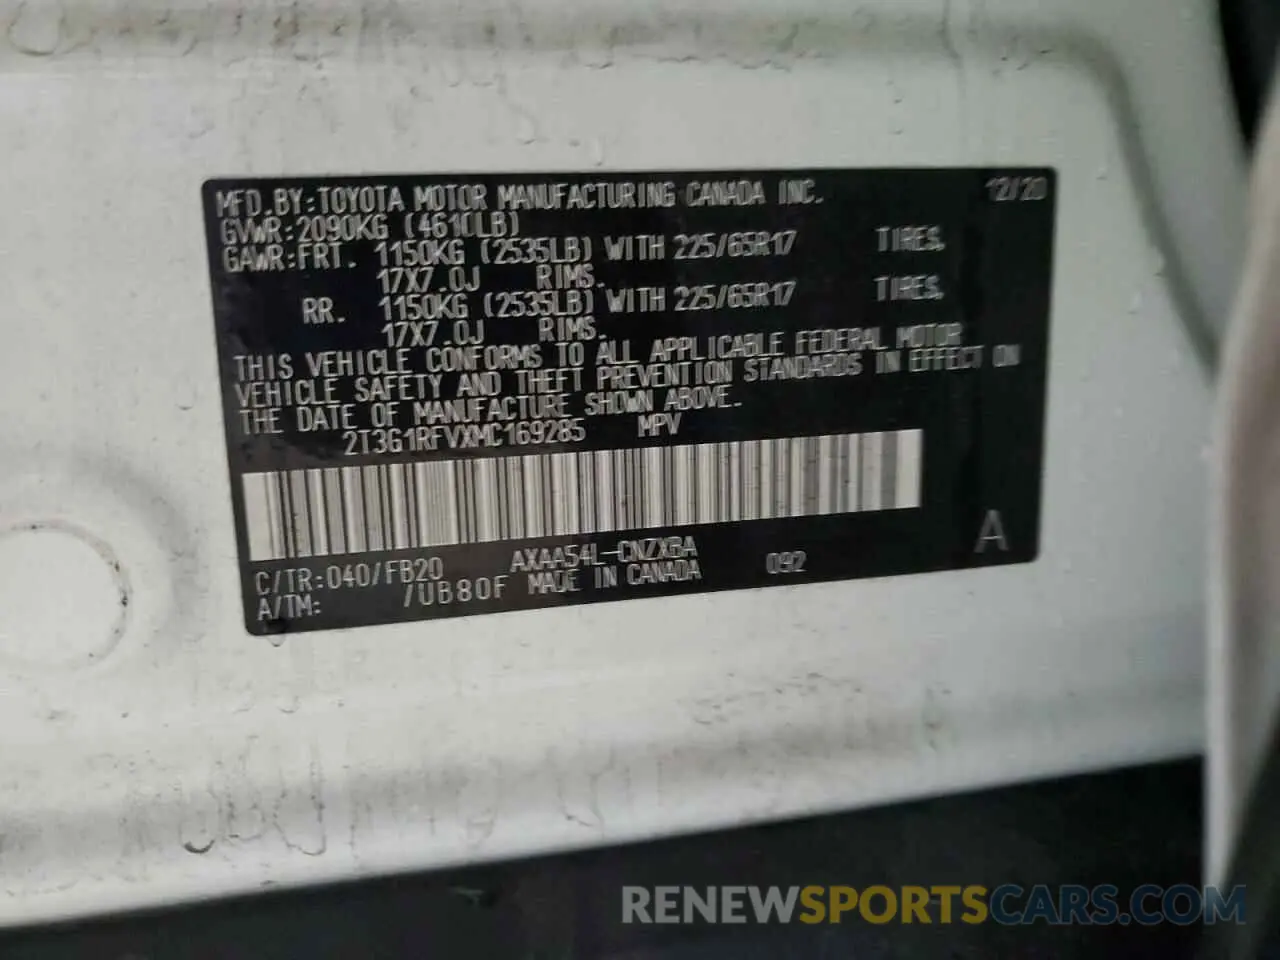 MFD.BY:TOYOTA MOTOR MANUFACTURING CANADA INC. 12/20
GVWR:2090KG (4610LB)
GAWR:FRT. 1150KG (2535LB) WITH 225/65R17 TIRES.
17X7.0J RIMS.
RR. 1150KG (2535LB) WITH 225/65R17 TIRES.
17X7.0J RIMS.
THIS VEHICLE CONFORMS TO ALL APPLICABLE FEDERAL MOTOR
VEHICLE SAFETY AND THEFT PREVENTION STANDARDS IN EFFECT ON
THE DATE OF MANUFACTURE SHOWN ABOVE.
2T3G1RFVXMC169285 MPV
C/TR:040/FB20 AXAA54L-CNZXBA 092 A
A/TM: /UB80F MADE IN CANADA
RENEWSPORTSCARS.COM